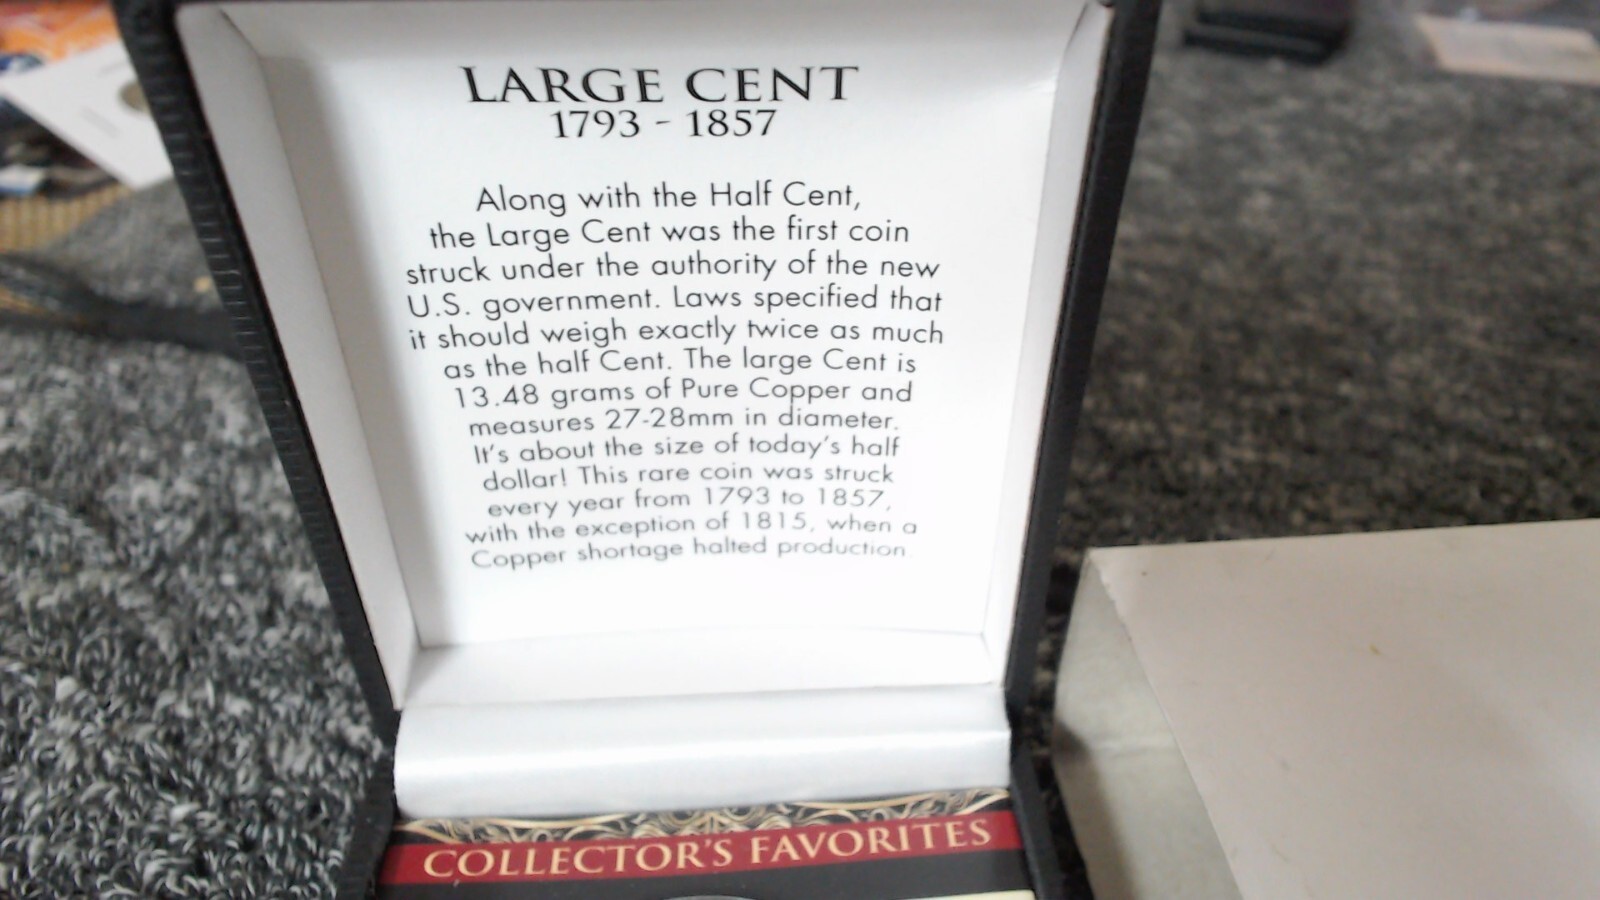 LARGE CENT
1793 - 1857
Along with the Half Cent,
the Large Cent was the first coin
struck under the authority of the new
U.S. government. Laws specified that
it should weigh exactly twice as much
as the half Cent. The large Cent is
13.48 grams of Pure Copper and
measures 27-28mm in diameter.
It's about the size of today's half
dollar! This rare coin was struck
every year from 1793 to 1857,
with the exception of 1815, when a
Copper shortage halted production.
COLLECTOR'S FAVORITES